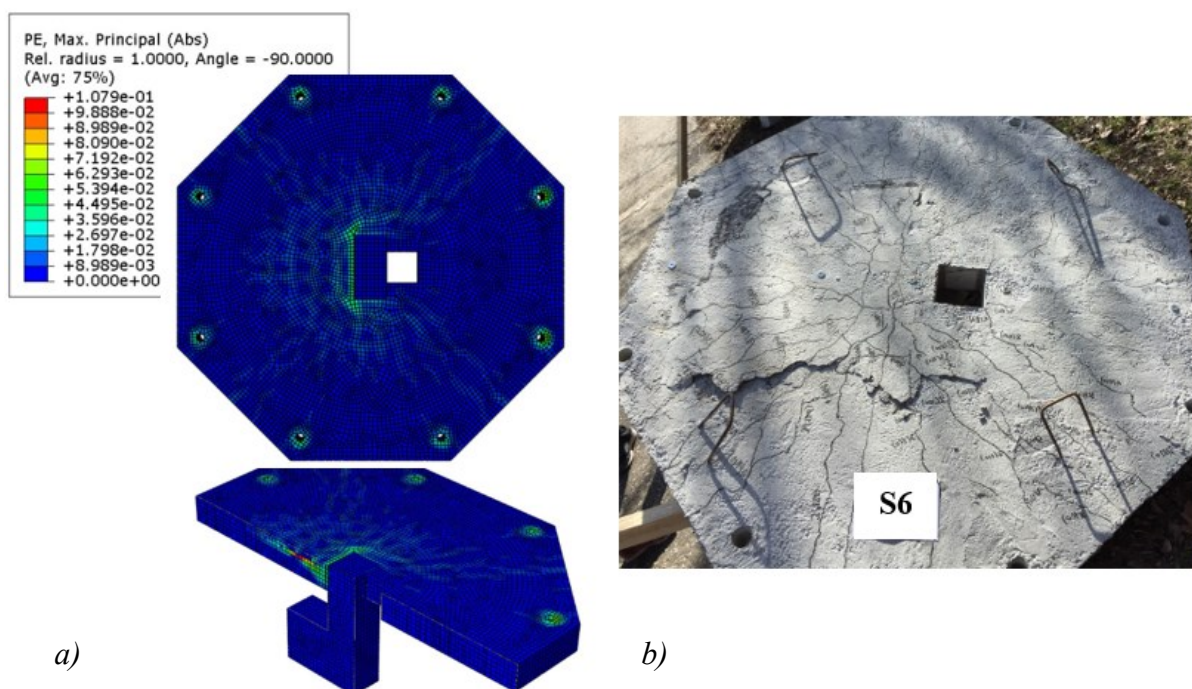 PE, Max. Principal (Abs)
Rel. radius = 1.0000, Angle = -90.0000
(Avg: 75%)
+1.079e-01
+9.888e-02
+8.989e-02
+8.090e-02
+7.192e-02
+6.293e-02
+5.394e-02
+4.495e-02
+3.596e-02
+2.697e-02
+1.798e-02
+8.989e-03
+0.000e+00
S6
a)
b)